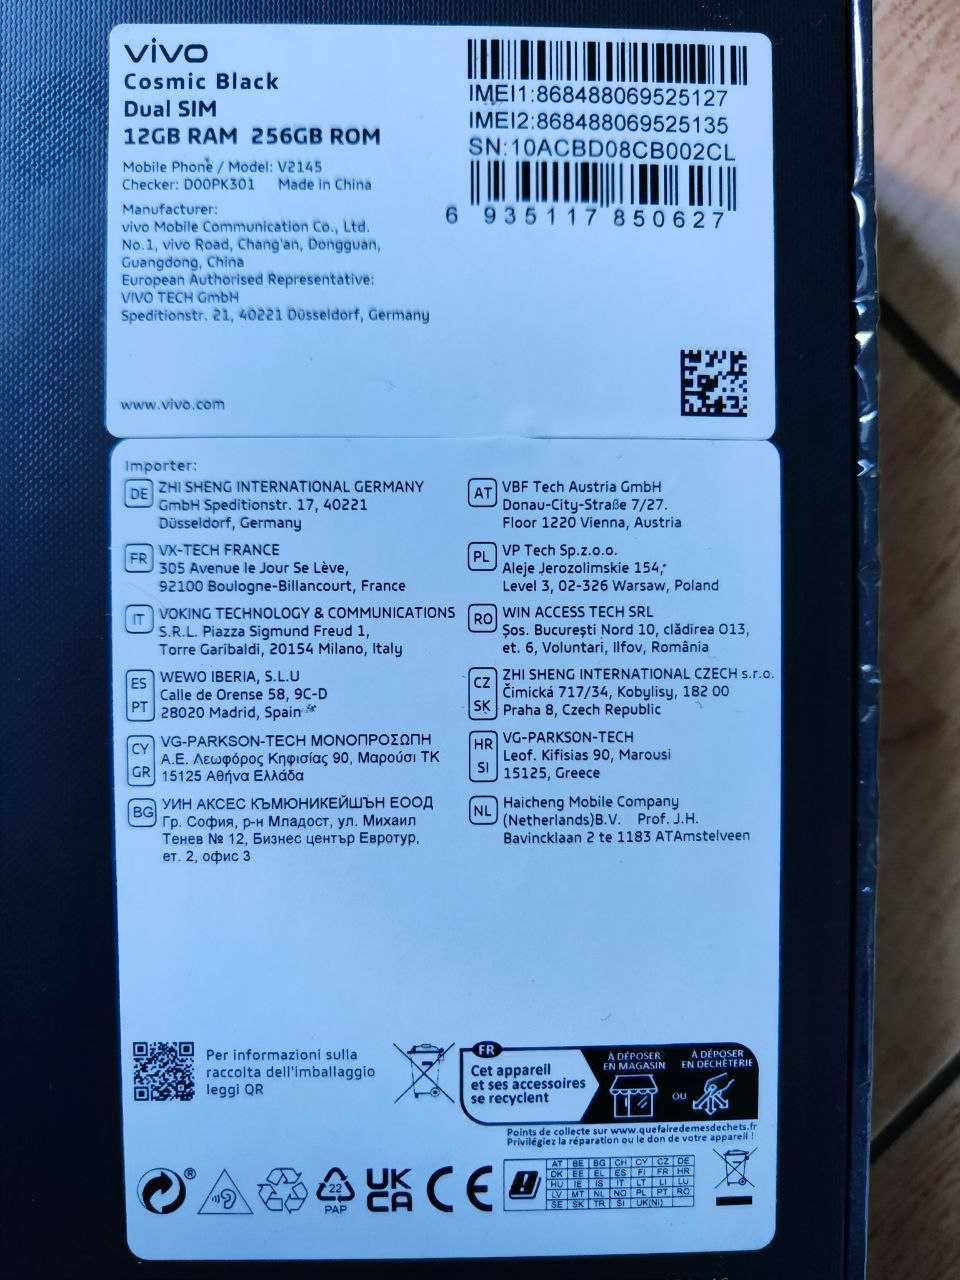 vivo
Cosmic Black
Dual SIM
12GB RAM 256GB ROM
Mobile Phone / Model: V2145
Checker: D00PK301 Made in China
Manufacturer:
vivo Mobile Communication Co., Ltd.
No.1, vivo Road, Chang'an, Dongguan,
Guangdong, China
European Authorised Representative:
VIVO TECH GmbH
Speditionstr. 21, 40221 Düsseldorf, Germany
www.vivo.com
IMEI1:868488069525127
IMEI2:868488069525135
SN:10ACBD08CB002CL
6 935117 850627
Importer:
DE
ZHI SHENG INTERNATIONAL GERMANY
GmbH Speditionstr. 17, 40221
Düsseldorf, Germany
FR
VX-TECH FRANCE
305 Avenue le Jour Se Lève,
92100 Boulogne-Billancourt, France
IT
VOKING TECHNOLOGY & COMMUNICATIONS
S.R.L. Piazza Sigmund Freud 1,
Torre Garibaldi, 20154 Milano, Italy
ES
PT
WEWO IBERIA, S.L.U
Calle de Orense 58, 9C-D
28020 Madrid, Spain
CY
GR
VG-PARKSON-TECH ΜΟΝΟΠΡΟΣΩΠΗ
Α.Ε. Λεωφόρος Κηφισίας 90, Μαρούσι ΤΚ
15125 Αθήνα Ελλάδα
BG
УИН АКСЕС КЪМЮНИКЕЙШЪН ЕООД
Гр. София, р-н Младост, ул. Михаил
Тенев № 12, Бизнес център Евротур,
ет. 2, офис 3
AT
VBF Tech Austria GmbH
Donau-City-Straße 7/27.
Floor 1220 Vienna, Austria
PL
VP Tech Sp.z.o.o.
Aleje Jerozolimskie 154,
Level 3, 02-326 Warsaw, Poland
RO
WIN ACCESS TECH SRL
Șos. București Nord 10, clădirea O13,
et. 6, Voluntari, Ilfov, România
CZ
SK
ZHI SHENG INTERNATIONAL CZECH s.r.o.
Čimická 717/34, Kobylisy, 182 00
Praha 8, Czech Republic
HR
SI
VG-PARKSON-TECH
Leof. Kifisias 90, Marousi
15125, Greece
NL
Haicheng Mobile Company
(Netherlands)B.V. Prof. J.H.
Bavincklaan 2 te 1183 ATAmstelveen
Per informazioni sulla
raccolta dell'imballaggio
leggi QR
FR
Cet appareil
et ses accessoires
se recyclent
À DÉPOSER
EN MAGASIN
OU
À DÉPOSER
EN DÉCHÈTERIE
Points de collecte sur www.quefairedemesdechets.fr
Privilégiez la réparation ou le don de votre appareil !
®
22
PAP
UK
CA
CE
AT BE BG CH CY CZ DE
DK EE EL ES FI FR HR
HU IE IS IT LT LI LU
LV MT NL NO PL PT RO
SE SK TR SI UK(NI)